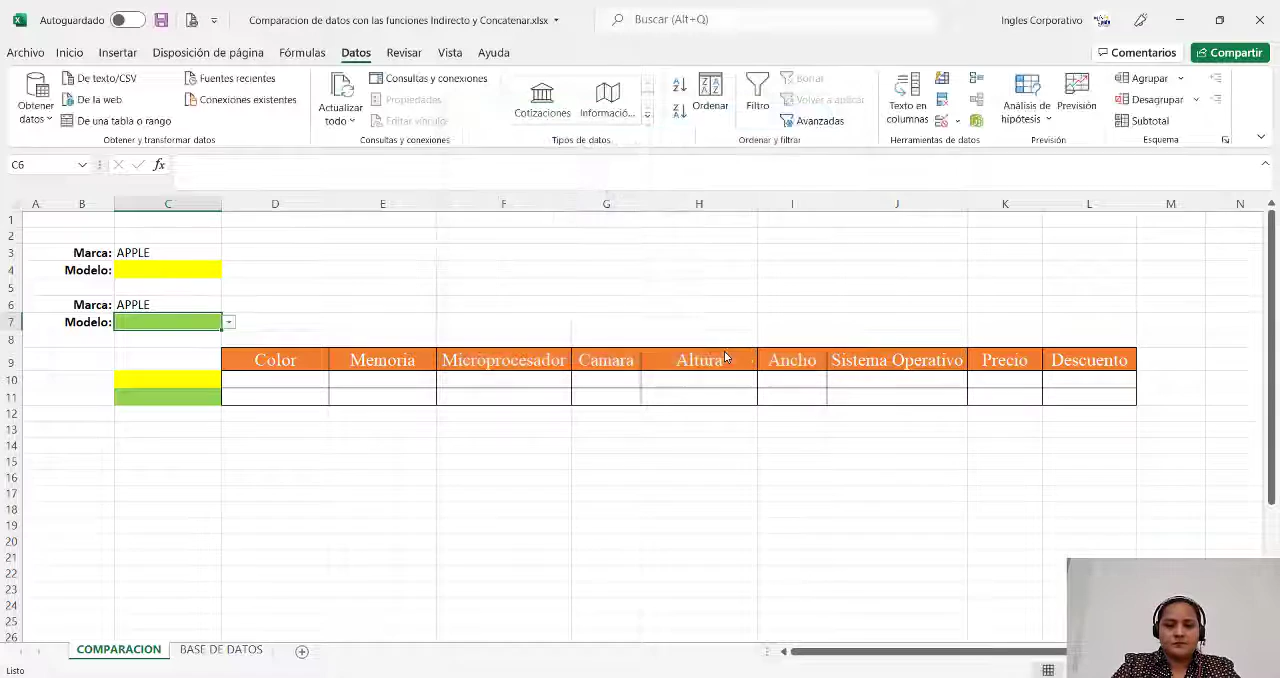 Autoguardado
Comparacion de datos con las funciones Indirecto y Concatenar.xlsx
Buscar (Alt+Q)
Ingles Corporativo
Archivo Inicio Insertar Disposición de página Fórmulas Datos Revisar Vista Ayuda
Comentarios Compartir
Obtener datos
De texto/CSV
De la web
De una tabla o rango
Fuentes recientes
Conexiones existentes
Obtener y transformar datos
Actualizar todo
Consultas y conexiones
Propiedades
Editar vínculo
Consultas y conexiones
Cotizaciones
Informació...
Tipos de datos
Ordenar
Filtro
Borrar
Volver a aplicar
Avanzadas
Ordenar y filtrar
Texto en columnas
Herramientas de datos
Análisis de hipótesis
Previsión
Previsión
Agrupar
Desagrupar
Subtotal
Esquema
C6
fx
A B C D E F G H I J K L M N
1
2
3 Marca: APPLE
4 Modelo:
5
6 Marca: APPLE
7 Modelo:
8
9 Color Memoria Microprocesador Camara Altura Ancho Sistema Operativo Precio Descuento
10
11
12
13
14
15
16
17
18
19
20
21
22
23
24
25
26
COMPARACION BASE DE DATOS
Listo